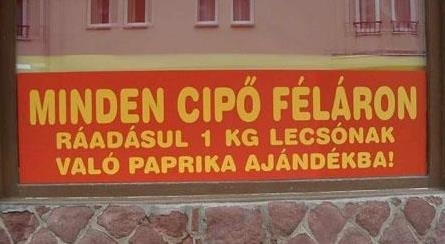 MINDEN CIPŐ FÉLÁRON
RÁADÁSUL 1 KG LECSÓNAK
VALÓ PAPRIKA AJÁNDÉKBA!